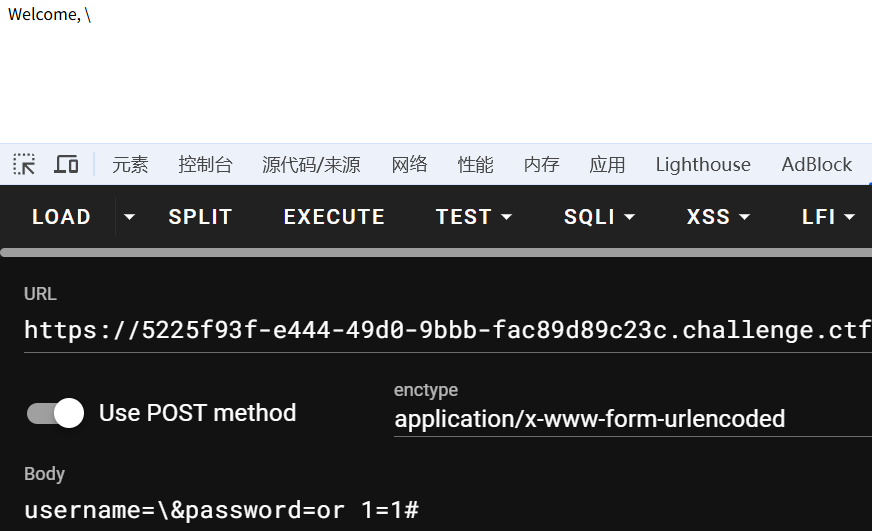 Welcome, \
元素 控制台 源代码/来源 网络 性能 内存 应用 Lighthouse AdBlock
LOAD SPLIT EXECUTE TEST SQLI XSS LFI
URL
https://5225f93f-e444-49d0-9bbb-fac89d89c23c.challenge.ctf
Use POST method
enctype
application/x-www-form-urlencoded
Body
username=\&password=or 1=1#